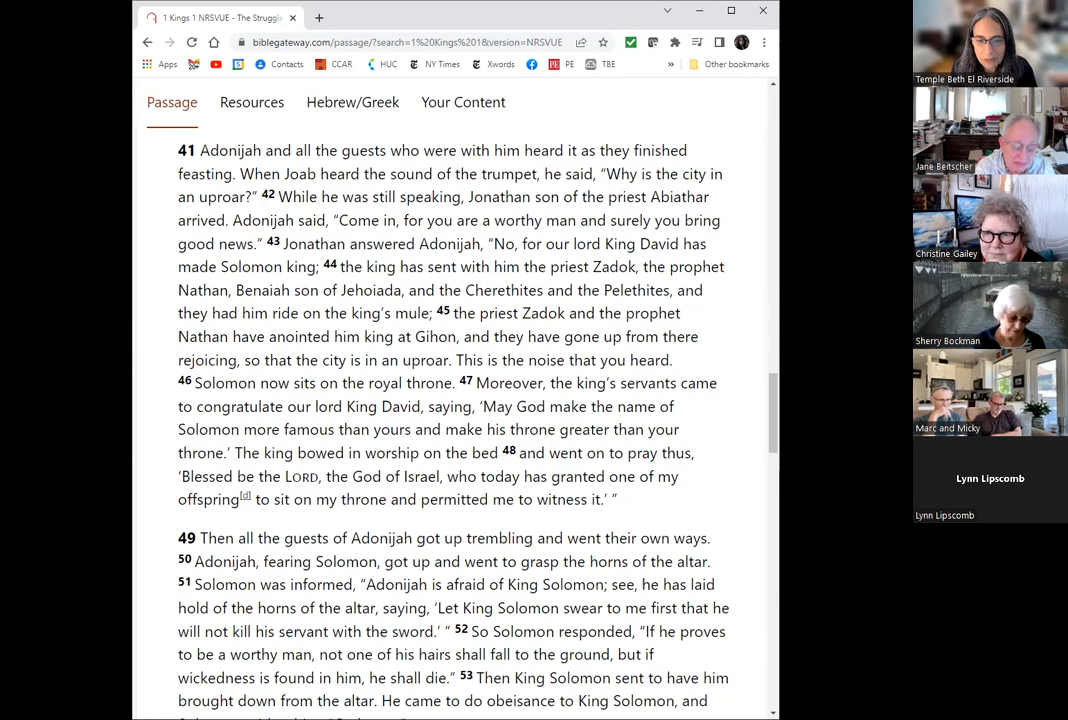 1 Kings 1 NRSVUE - The Struggl
biblegateway.com/passage/?search=1%20Kings%201&version=NRSVUE
Apps
Contacts
CCAR
HUC
NY Times
Xwords
PE
TBE
»
Other bookmarks
Passage
Resources
Hebrew/Greek
Your Content
41 Adonijah and all the guests who were with him heard it as they finished
feasting. When Joab heard the sound of the trumpet, he said, “Why is the city in
an uproar?” 42 While he was still speaking, Jonathan son of the priest Abiathar
arrived. Adonijah said, “Come in, for you are a worthy man and surely you bring
good news.” 43 Jonathan answered Adonijah, “No, for our lord King David has
made Solomon king; 44 the king has sent with him the priest Zadok, the prophet
Nathan, Benaiah son of Jehoiada, and the Cherethites and the Pelethites, and
they had him ride on the king’s mule; 45 the priest Zadok and the prophet
Nathan have anointed him king at Gihon, and they have gone up from there
rejoicing, so that the city is in an uproar. This is the noise that you heard.
46 Solomon now sits on the royal throne. 47 Moreover, the king’s servants came
to congratulate our lord King David, saying, ‘May God make the name of
Solomon more famous than yours and make his throne greater than your
throne.’ The king bowed in worship on the bed 48 and went on to pray thus,
‘Blessed be the LORD, the God of Israel, who today has granted one of my
offspring[d] to sit on my throne and permitted me to witness it.’ ”
49 Then all the guests of Adonijah got up trembling and went their own ways.
50 Adonijah, fearing Solomon, got up and went to grasp the horns of the altar.
51 Solomon was informed, “Adonijah is afraid of King Solomon; see, he has laid
hold of the horns of the altar, saying, ‘Let King Solomon swear to me first that he
will not kill his servant with the sword.’ ” 52 So Solomon responded, “If he proves
to be a worthy man, not one of his hairs shall fall to the ground, but if
wickedness is found in him, he shall die.” 53 Then King Solomon sent to have him
brought down from the altar. He came to do obeisance to King Solomon, and
Temple Beth El Riverside
Jane Beitscher
Christine Gailey
Sherry Bockman
Marc and Micky
Lynn Lipscomb
Lynn Lipscomb